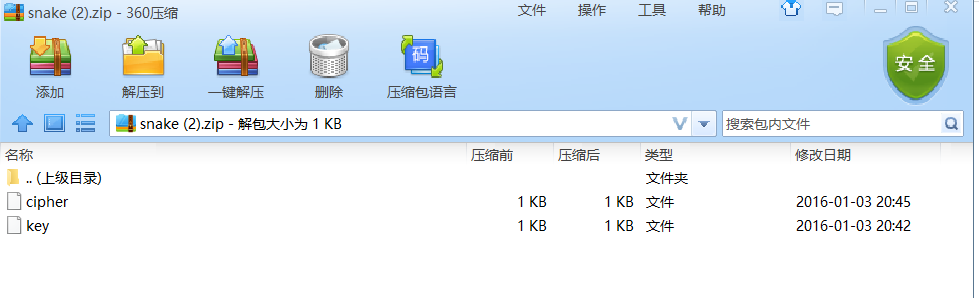 snake (2).zip - 360压缩 文件 操作 工具 帮助
添加 解压到 一键解压 删除 压缩包语言 码 安全
snake (2).zip - 解包大小为 1 KB 搜索包内文件
名称 压缩前 压缩后 类型 修改日期
.. (上级目录) 文件夹
cipher 1 KB 1 KB 文件 2016-01-03 20:45
key 1 KB 1 KB 文件 2016-01-03 20:42